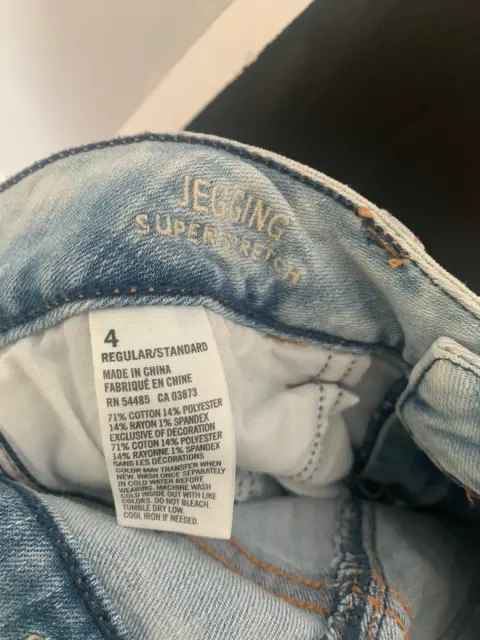 JEGGING
SUPER STRETCH
4
REGULAR/STANDARD
MADE IN CHINA
FABRIQUÉ EN CHINE
RN 54485 CA 03873
71% COTTON 14% POLYESTER
14% RAYON 1% SPANDEX
EXCLUSIVE OF DECORATION
71% COTON 14% POLYESTER
14% RAYONNE 1% SPANDEX
SANS LES DÉCORATIONS
COLOR MAY TRANSFER WHEN
NEW. WASH ONCE SEPARATELY
IN COLD WATER BEFORE
WEARING. MACHINE WASH
COLD INSIDE OUT WITH LIKE
COLORS. DO NOT BLEACH.
TUMBLE DRY LOW.
COOL IRON IF NEEDED.